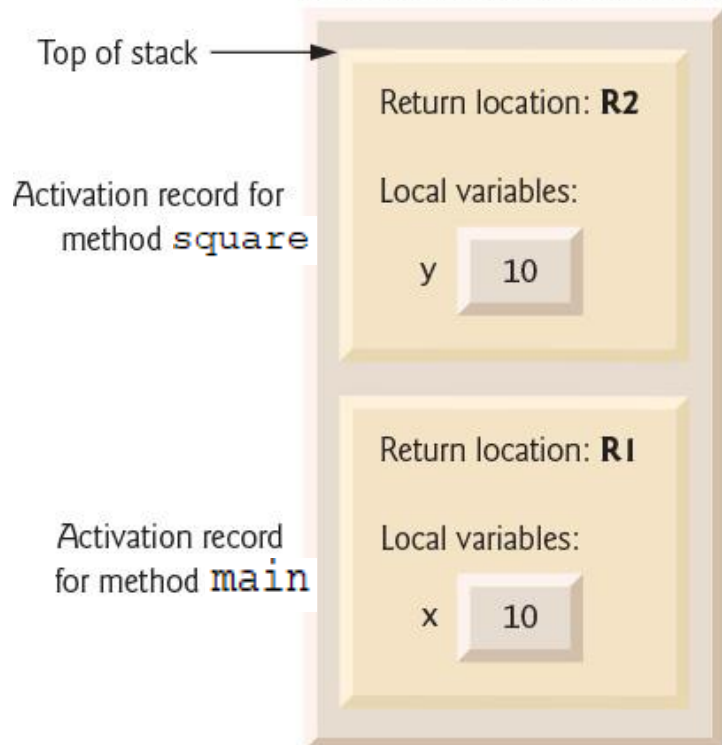 Top of stack
Return location: R2
Activation record for
method square
Local variables:
y 10
Return location: R1
Activation record
for method main
Local variables:
x 10